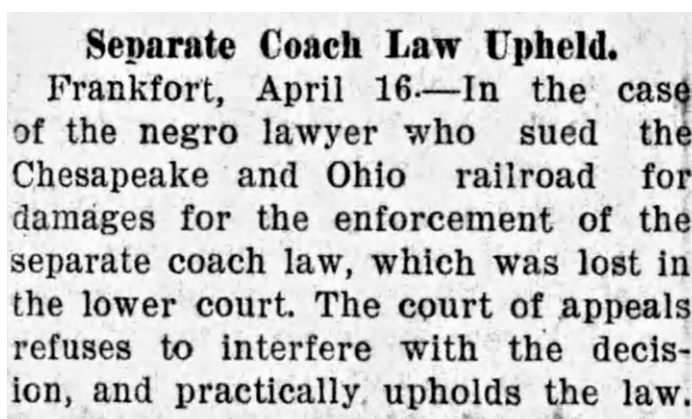 Separate Coach Law Upheld.
Frankfort, April 16.—In the case
of the negro lawyer who sued the
Chesapeake and Ohio railroad for
damages for the enforcement of the
separate coach law, which was lost in
the lower court. The court of appeals
refuses to interfere with the decis-
ion, and practically upholds the law.